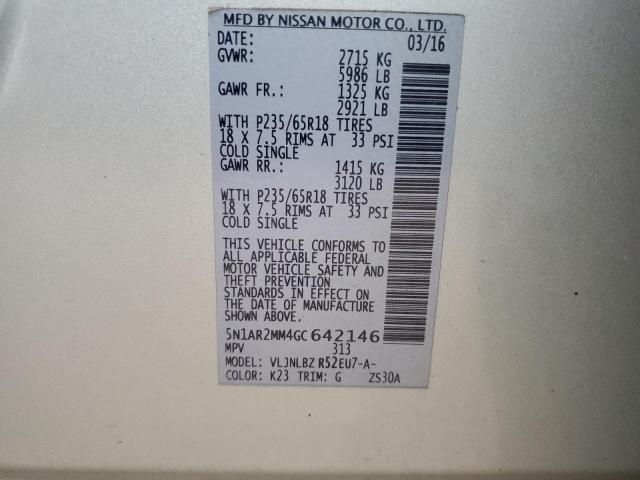 MFD BY NISSAN MOTOR CO., LTD.
DATE: 03/16
GVWR: 2715 KG
5986 LB
GAWR FR.: 1325 KG
2921 LB
WITH P235/65R18 TIRES
18 X 7.5 RIMS AT 33 PSI
COLD SINGLE
GAWR RR.: 1415 KG
3120 LB
WITH P235/65R18 TIRES
18 X 7.5 RIMS AT 33 PSI
COLD SINGLE
THIS VEHICLE CONFORMS TO
ALL APPLICABLE FEDERAL
MOTOR VEHICLE SAFETY AND
THEFT PREVENTION
STANDARDS IN EFFECT ON
THE DATE OF MANUFACTURE
SHOWN ABOVE.
5N1AR2MM4GC642146
MPV 313
MODEL: VLJNLBZ R52EU7-A-
COLOR: K23 TRIM: G ZS30A